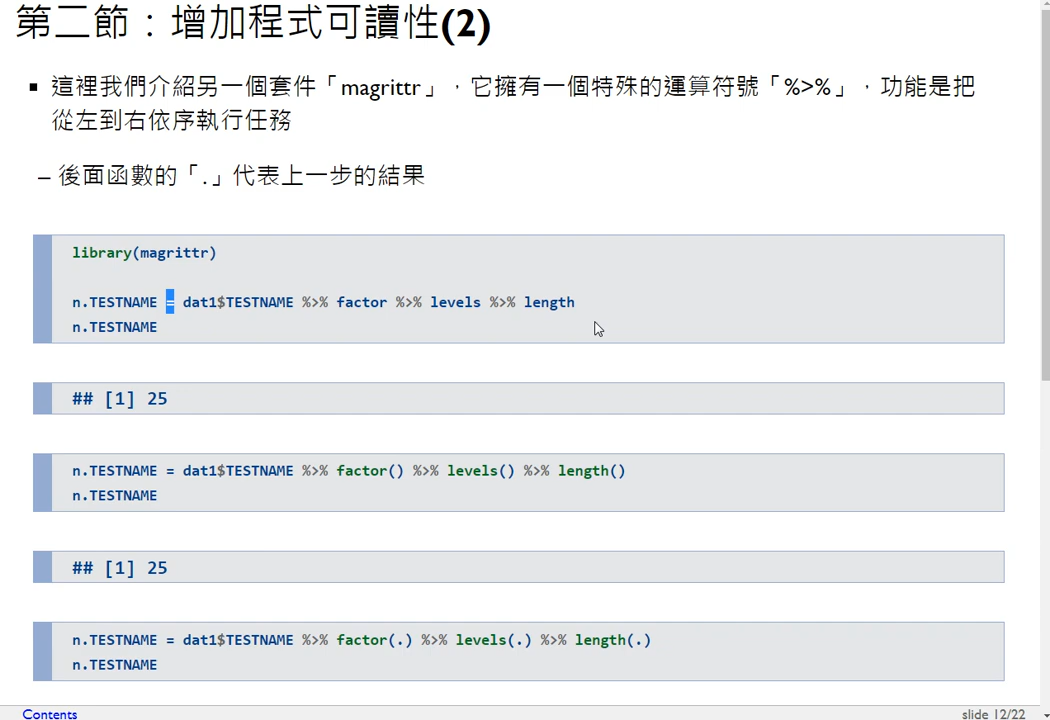 第二節：增加程式可讀性(2)
▪ 這裡我們介紹另一個套件「magrittr」，它擁有一個特殊的運算符號「%>%」，功能是把
從左到右依序執行任務
– 後面函數的「.」代表上一步的結果
library(magrittr)
n.TESTNAME = dat1$TESTNAME %>% factor %>% levels %>% length
n.TESTNAME
## [1] 25
n.TESTNAME = dat1$TESTNAME %>% factor() %>% levels() %>% length()
n.TESTNAME
## [1] 25
n.TESTNAME = dat1$TESTNAME %>% factor(.) %>% levels(.) %>% length(.)
n.TESTNAME
Contents
slide 12/22